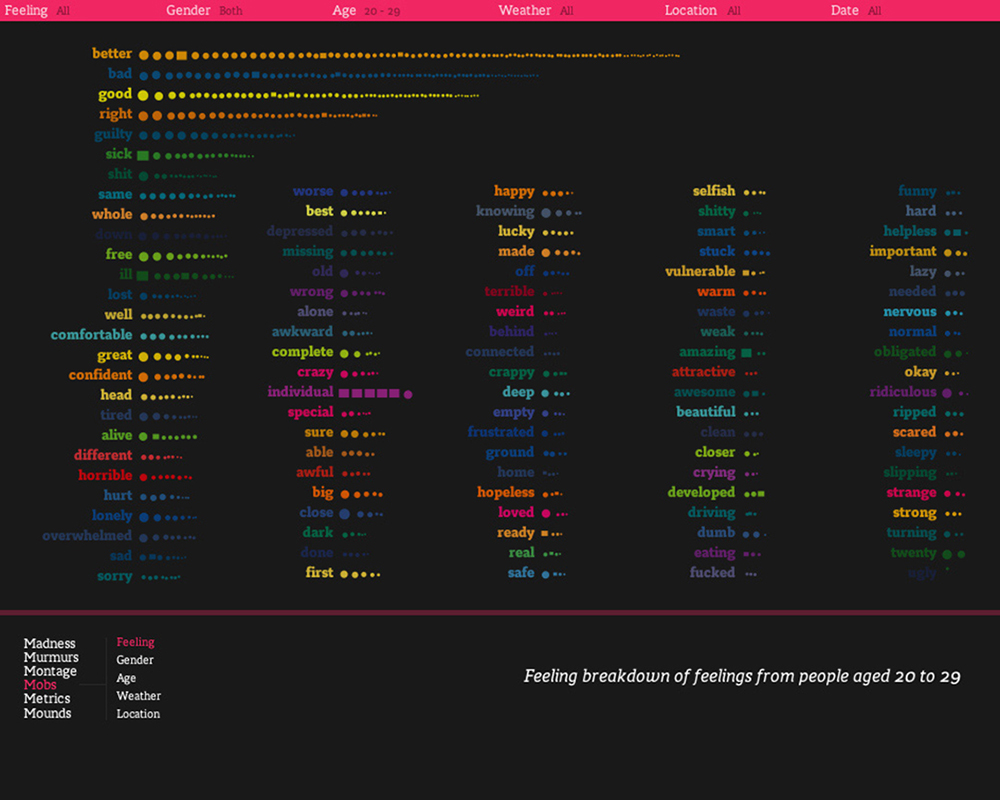 Feeling All Gender Both Age 20 - 29 Weather All Location All Date All
better
bad
good
right
guilty
sick
shit
same
whole
down
free
ill
lost
well
comfortable
great
confident
head
tired
alive
different
horrible
hurt
lonely
overwhelmed
sad
sorry
worse
best
depressed
missing
old
wrong
alone
awkward
complete
crazy
individual
special
sure
able
awful
big
close
dark
done
first
happy
knowing
lucky
made
off
terrible
weird
behind
connected
crappy
deep
empty
frustrated
ground
home
hopeless
loved
ready
real
safe
selfish
shitty
smart
stuck
vulnerable
warm
waste
weak
amazing
attractive
awesome
beautiful
clean
closer
crying
developed
driving
dumb
eating
fucked
funny
hard
helpless
important
lazy
needed
nervous
normal
obligated
okay
ridiculous
ripped
scared
sleepy
slipping
strange
strong
turning
twenty
ugly
Madness
Murmurs
Montage
Mobs
Metrics
Mounds
Feeling
Gender
Age
Weather
Location
Feeling breakdown of feelings from people aged 20 to 29